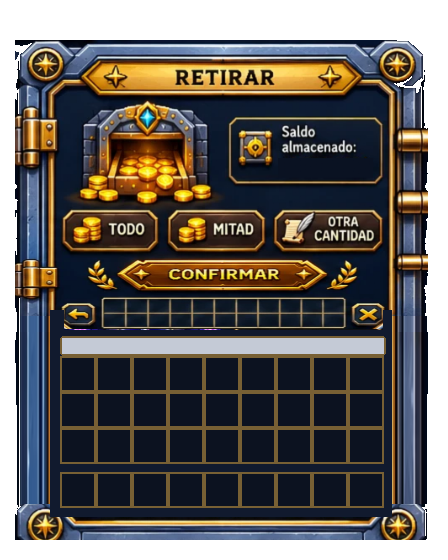 RETIRAR
Saldo
almacenado:
TODO
MITAD
OTRA
CANTIDAD
CONFIRMAR